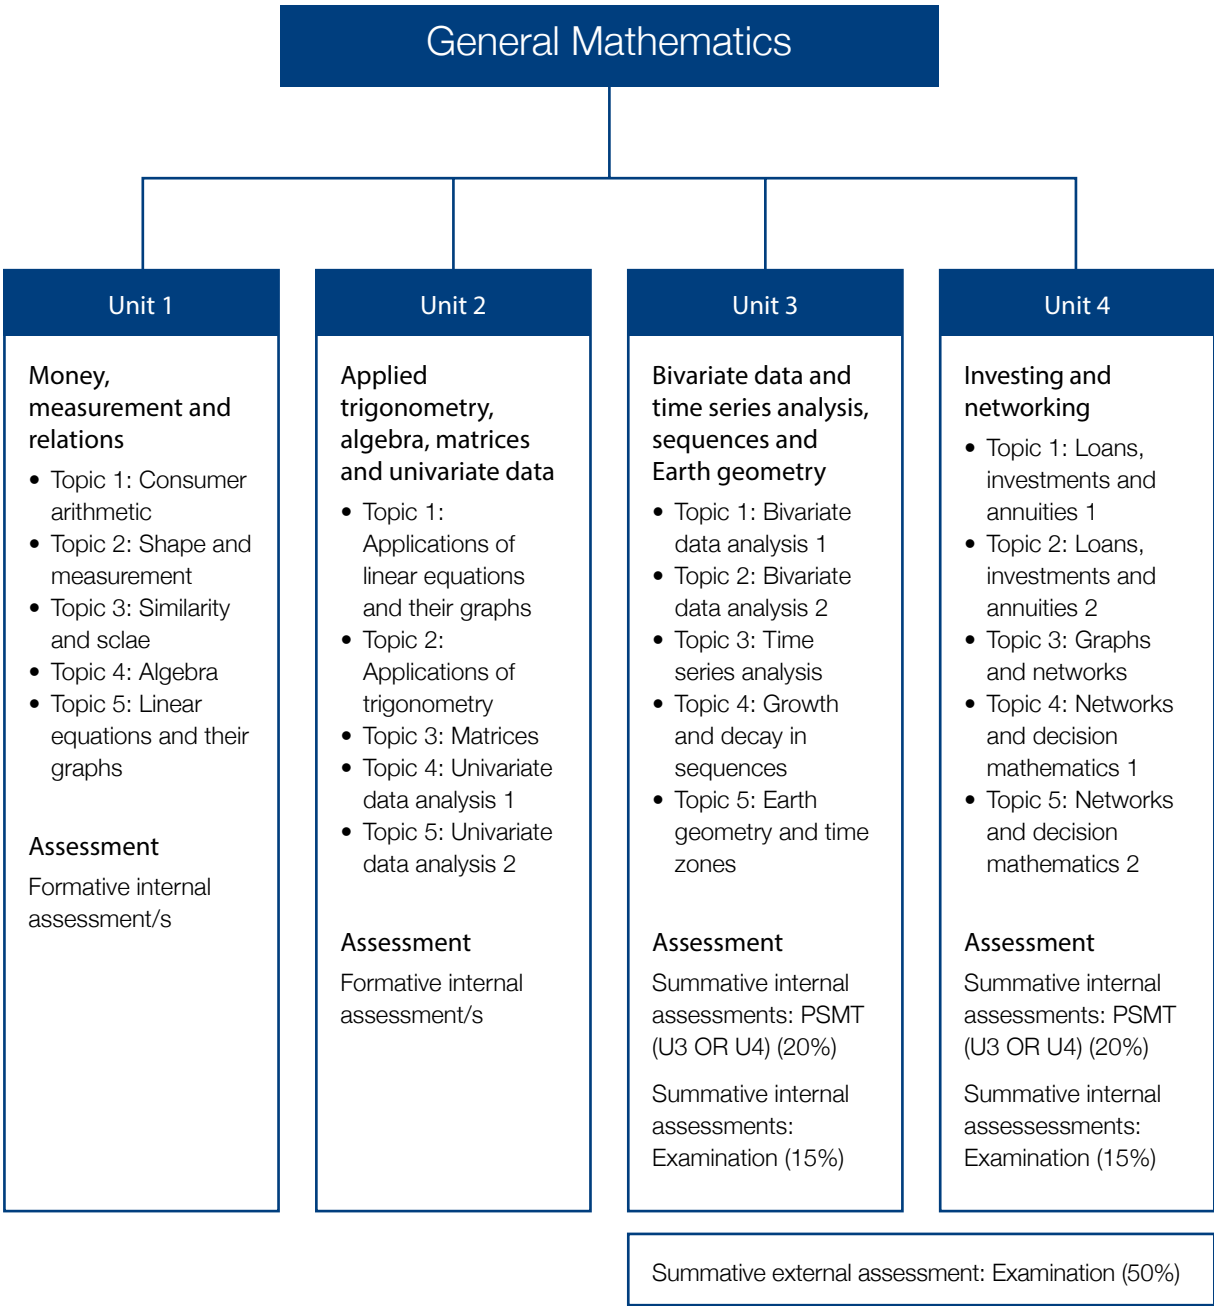 General Mathematics
Unit 1
Money,
measurement and
relations
• Topic 1: Consumer
arithmetic
• Topic 2: Shape and
measurement
• Topic 3: Similarity
and sclae
• Topic 4: Algebra
• Topic 5: Linear
equations and their
graphs
Assessment
Formative internal
assessment/s
Unit 2
Applied
trigonometry,
algebra, matrices
and univariate data
• Topic 1:
Applications of
linear equations
and their graphs
• Topic 2:
Applications of
trigonometry
• Topic 3: Matrices
• Topic 4: Univariate
data analysis 1
• Topic 5: Univariate
data analysis 2
Assessment
Formative internal
assessment/s
Unit 3
Bivariate data and
time series analysis,
sequences and
Earth geometry
• Topic 1: Bivariate
data analysis 1
• Topic 2: Bivariate
data analysis 2
• Topic 3: Time
series analysis
• Topic 4: Growth
and decay in
sequences
• Topic 5: Earth
geometry and time
zones
Assessment
Summative internal
assessments: PSMT
(U3 OR U4) (20%)
Summative internal
assessments:
Examination (15%)
Unit 4
Investing and
networking
• Topic 1: Loans,
investments and
annuities 1
• Topic 2: Loans,
investments and
annuities 2
• Topic 3: Graphs
and networks
• Topic 4: Networks
and decision
mathematics 1
• Topic 5: Networks
and decision
mathematics 2
Assessment
Summative internal
assessments: PSMT
(U3 OR U4) (20%)
Summative internal
assessessments:
Examination (15%)
Summative external assessment: Examination (50%)